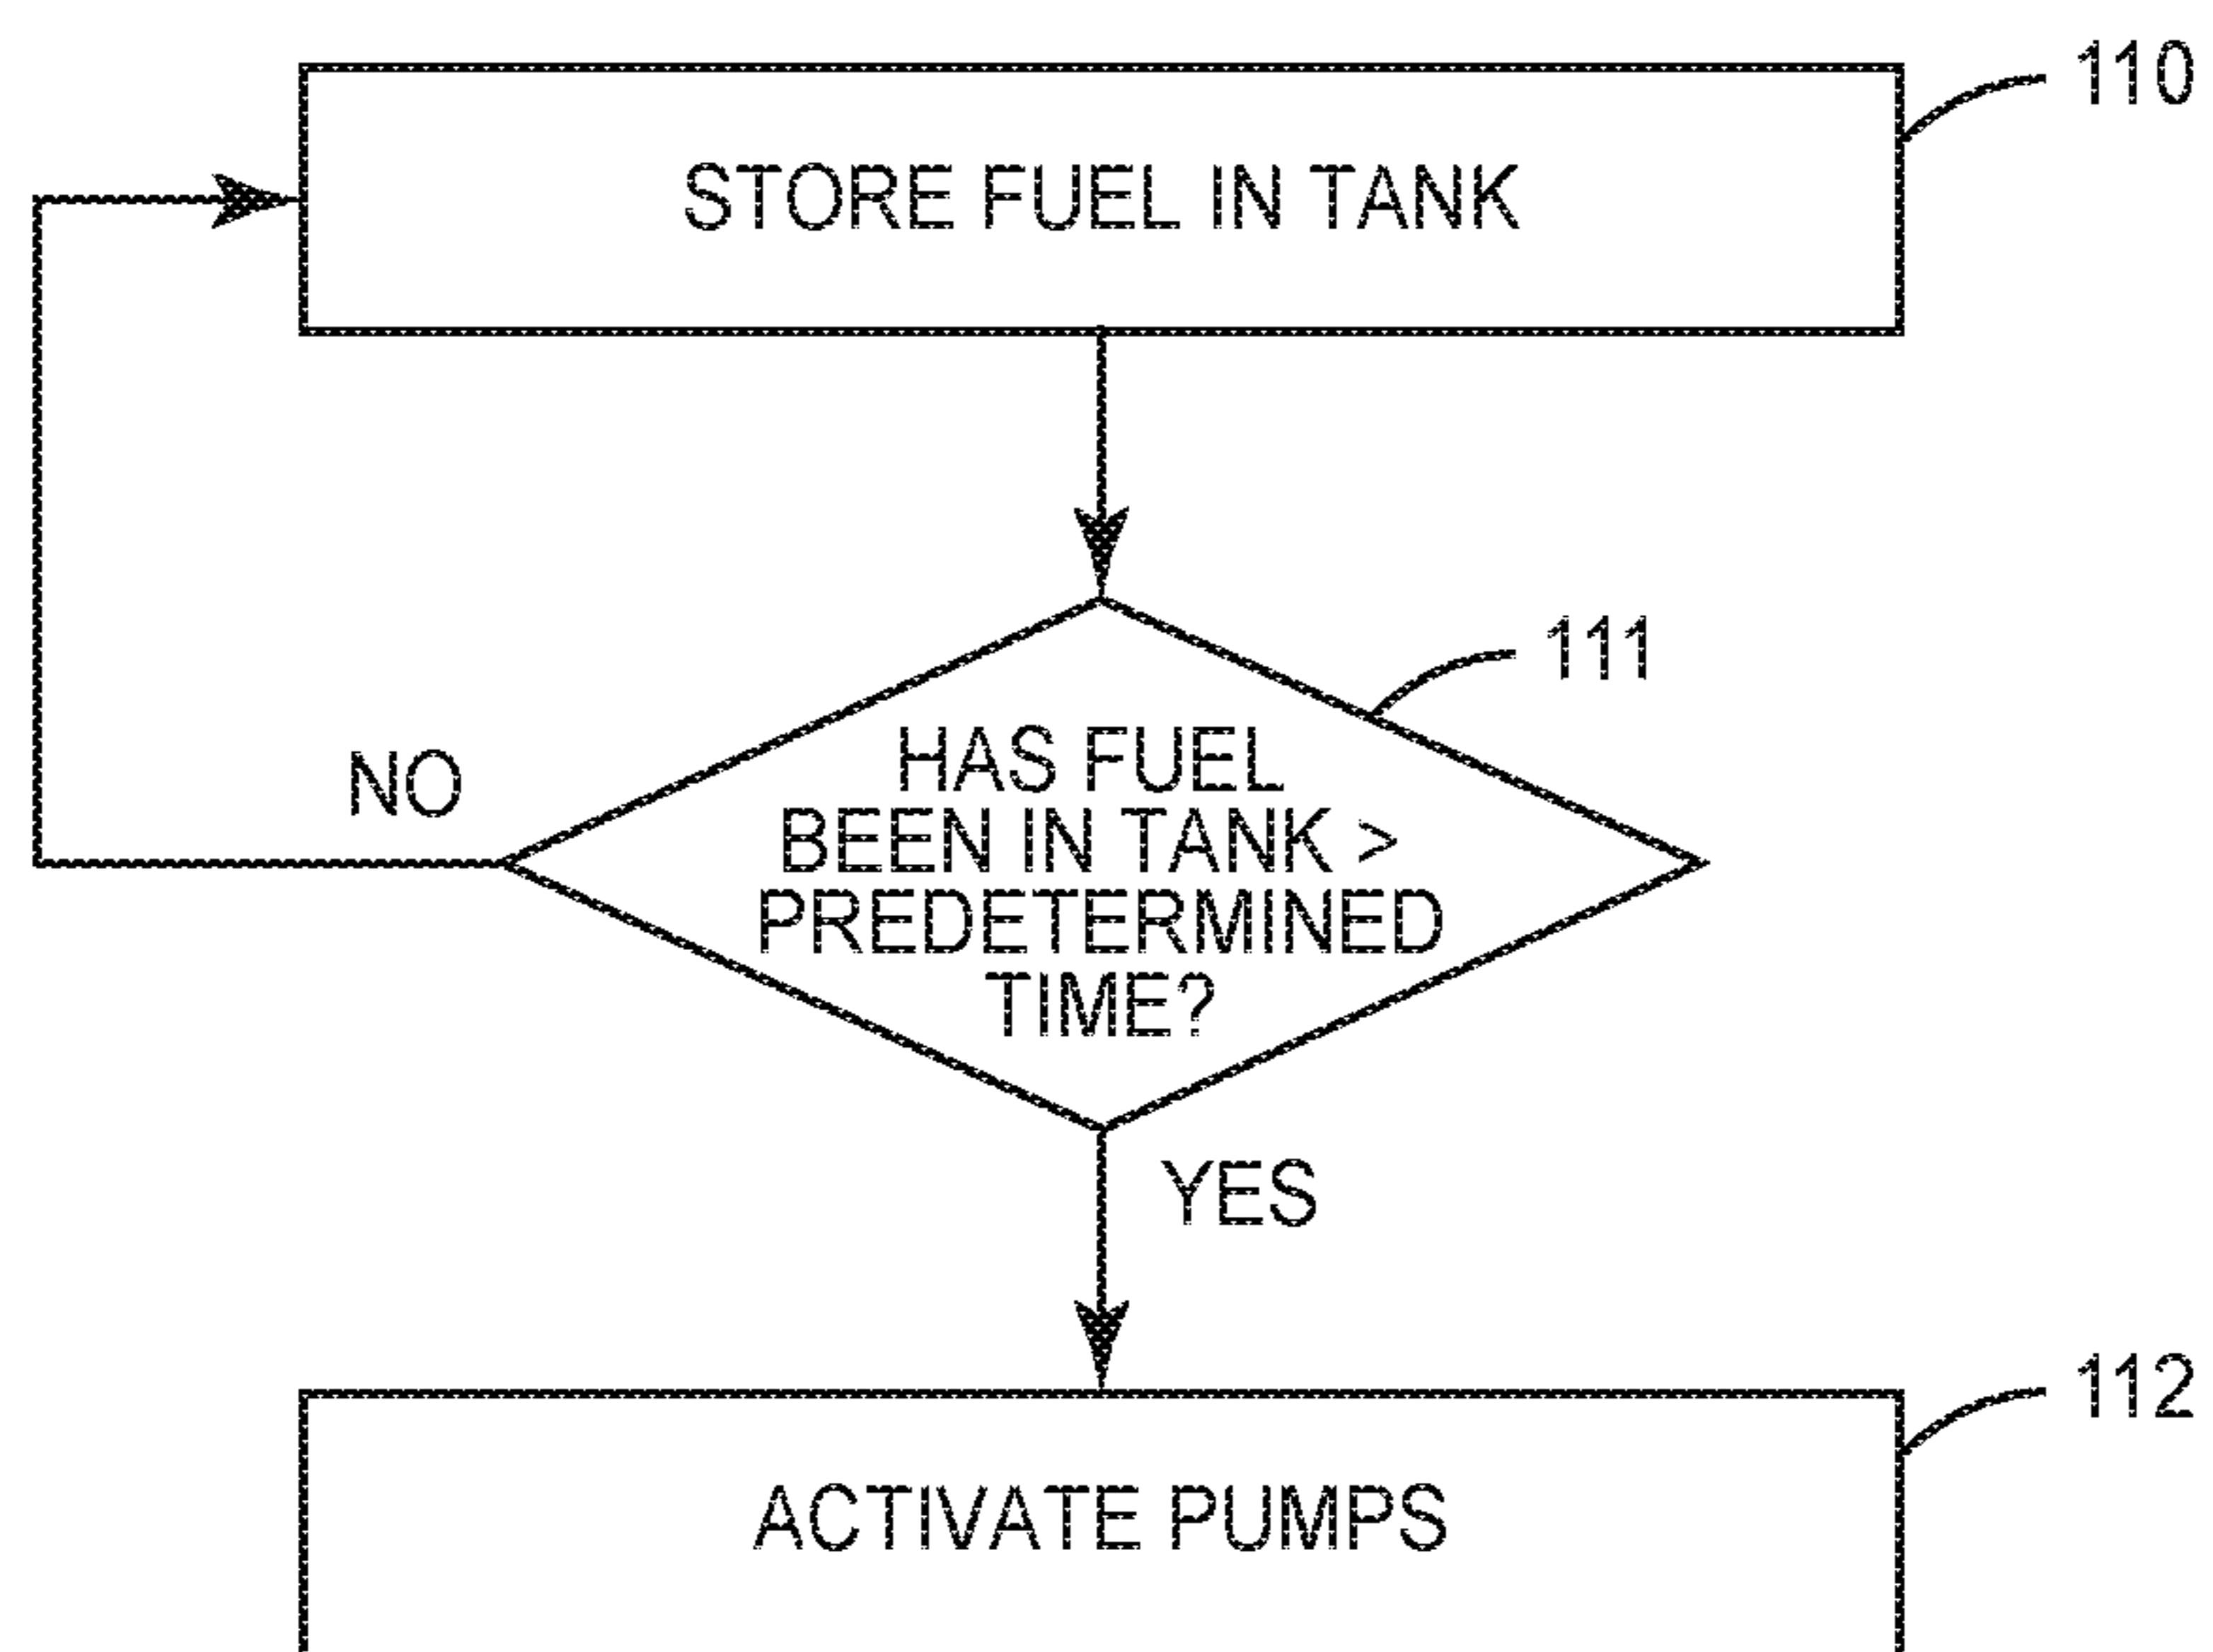 110
STORE FUEL IN TANK
111
HAS FUEL
BEEN IN TANK >
PREDETERMINED
TIME?
NO
YES
112
ACTIVATE PUMPS